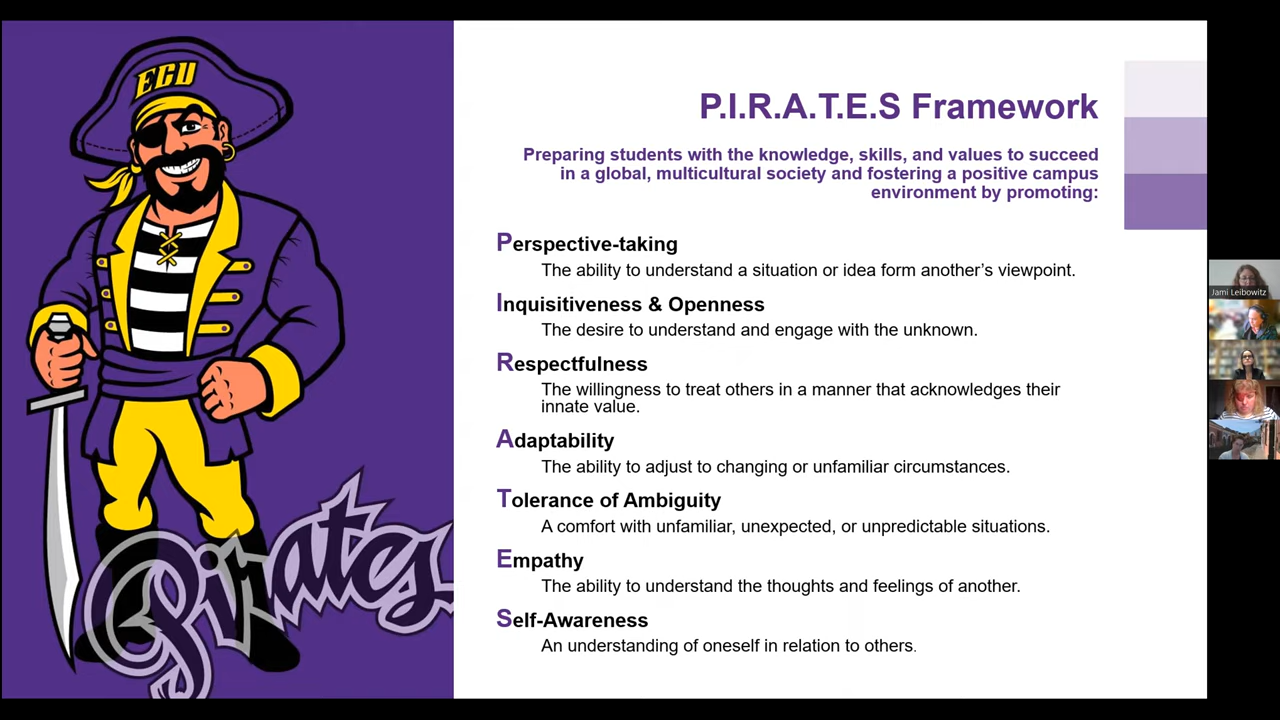 ECU
Pirates
P.I.R.A.T.E.S Framework
Preparing students with the knowledge, skills, and values to succeed
in a global, multicultural society and fostering a positive campus
environment by promoting:
Perspective-taking
The ability to understand a situation or idea form another's viewpoint.
Inquisitiveness & Openness
The desire to understand and engage with the unknown.
Respectfulness
The willingness to treat others in a manner that acknowledges their
innate value.
Adaptability
The ability to adjust to changing or unfamiliar circumstances.
Tolerance of Ambiguity
A comfort with unfamiliar, unexpected, or unpredictable situations.
Empathy
The ability to understand the thoughts and feelings of another.
Self-Awareness
An understanding of oneself in relation to others.
Jami Leibowitz